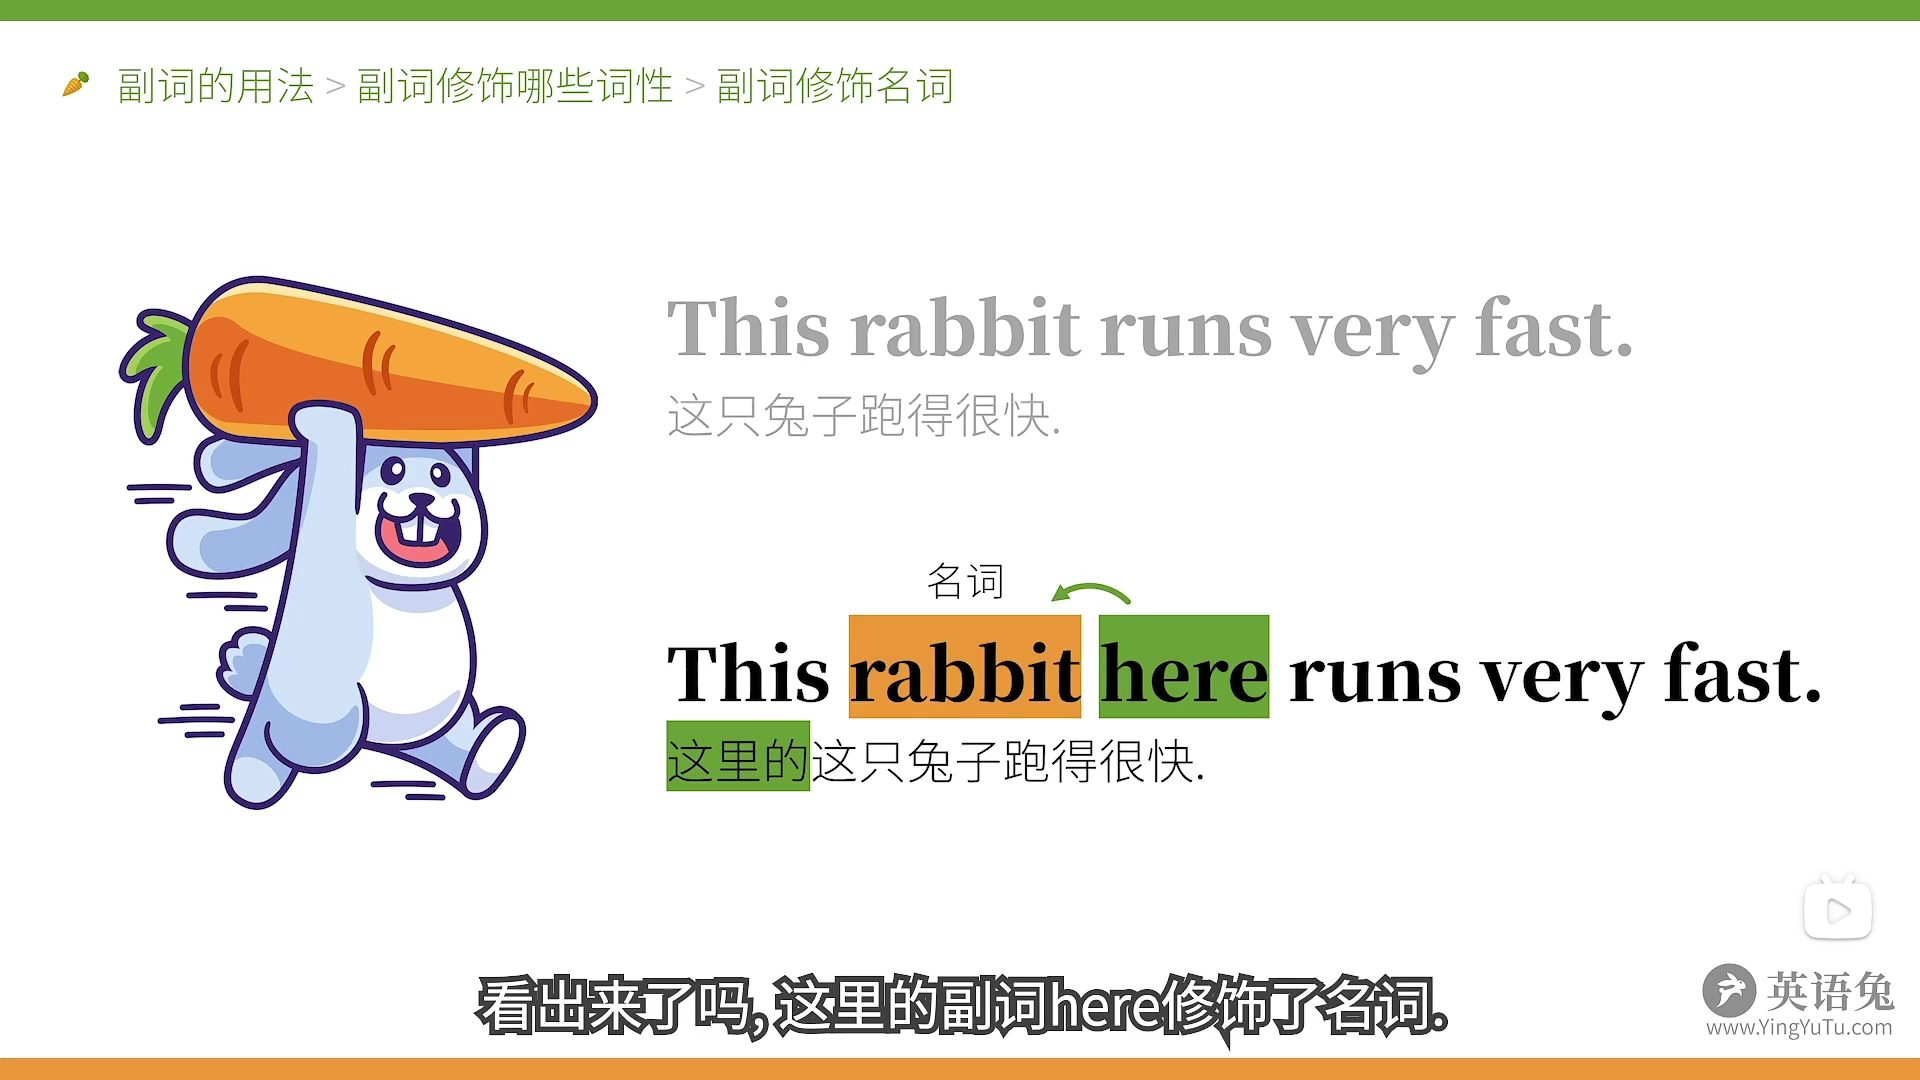 副词的用法 > 副词修饰哪些词性 > 副词修饰名词
This rabbit runs very fast.
这只兔子跑得很快.
名词
This rabbit here runs very fast.
这里的这只兔子跑得很快.
看出来了吗, 这里的副词here修饰了名词.
英语兔
www.YingYuTu.com